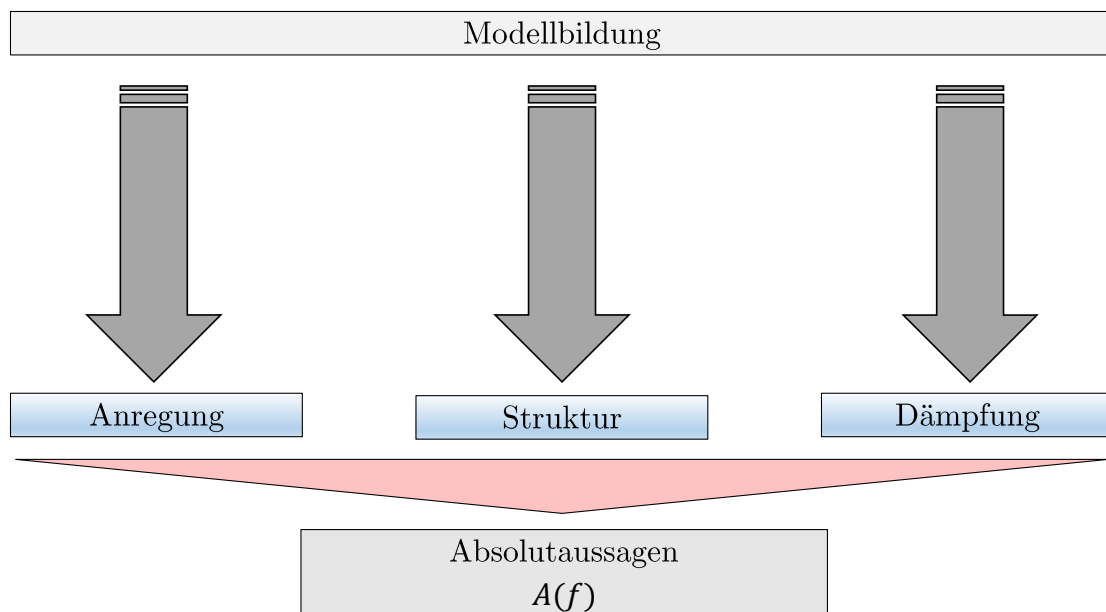 Modellbildung
Anregung
Struktur
Dämpfung
Absolutaussagen
A(f)